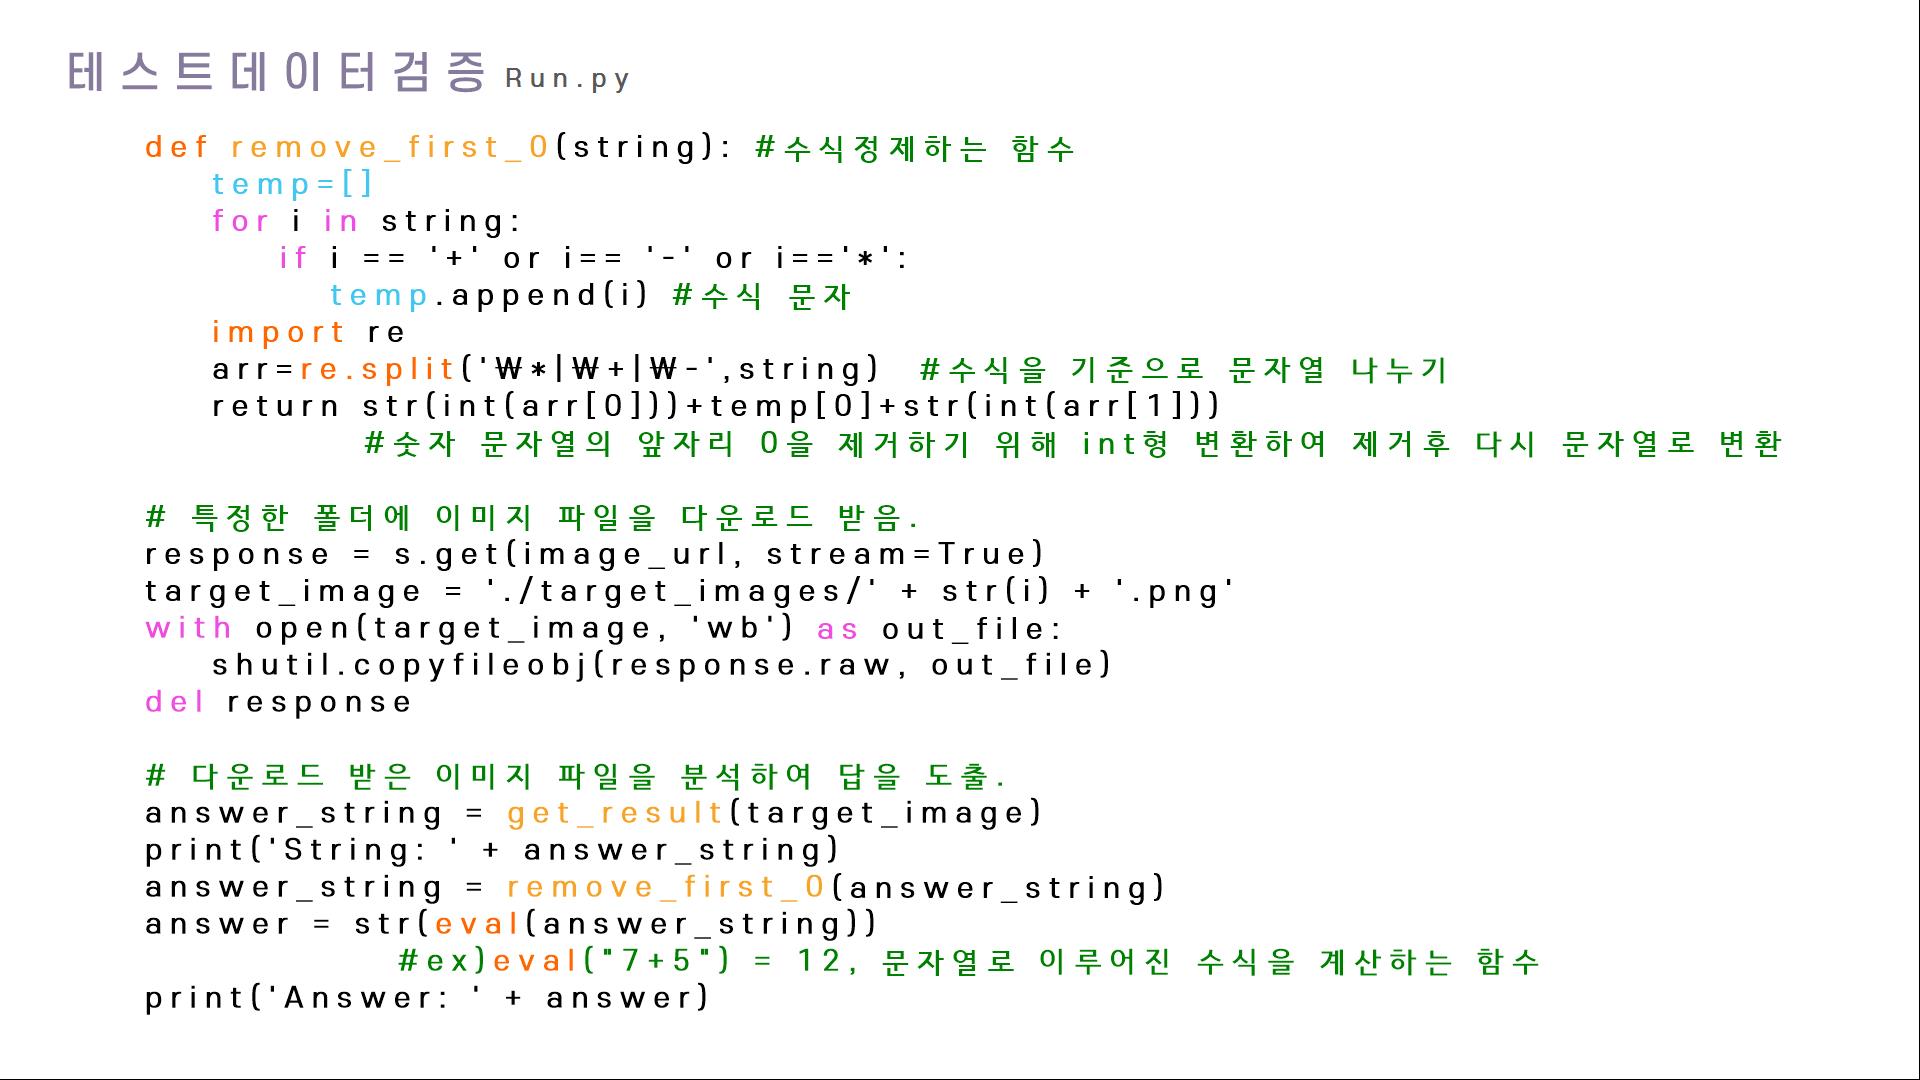 테스트데이터검증 Run.py
def remove_first_0(string): #수식정제하는 함수
temp=[]
for i in string:
if i == '+' or i== '-' or i=='*':
temp.append(i) #수식 문자
import re
arr=re.split('₩*|₩+|₩-',string) #수식을 기준으로 문자열 나누기
return str(int(arr[0]))+temp[0]+str(int(arr[1]))
#숫자 문자열의 앞자리 0을 제거하기 위해 int형 변환하여 제거후 다시 문자열로 변환
# 특정한 폴더에 이미지 파일을 다운로드 받음.
response = s.get(image_url, stream=True)
target_image = './target_images/' + str(i) + '.png'
with open(target_image, 'wb') as out_file:
shutil.copyfileobj(response.raw, out_file)
del response
# 다운로드 받은 이미지 파일을 분석하여 답을 도출.
answer_string = get_result(target_image)
print('String: ' + answer_string)
answer_string = remove_first_0(answer_string)
answer = str(eval(answer_string))
#ex)eval("7+5") = 12, 문자열로 이루어진 수식을 계산하는 함수
print('Answer: ' + answer)